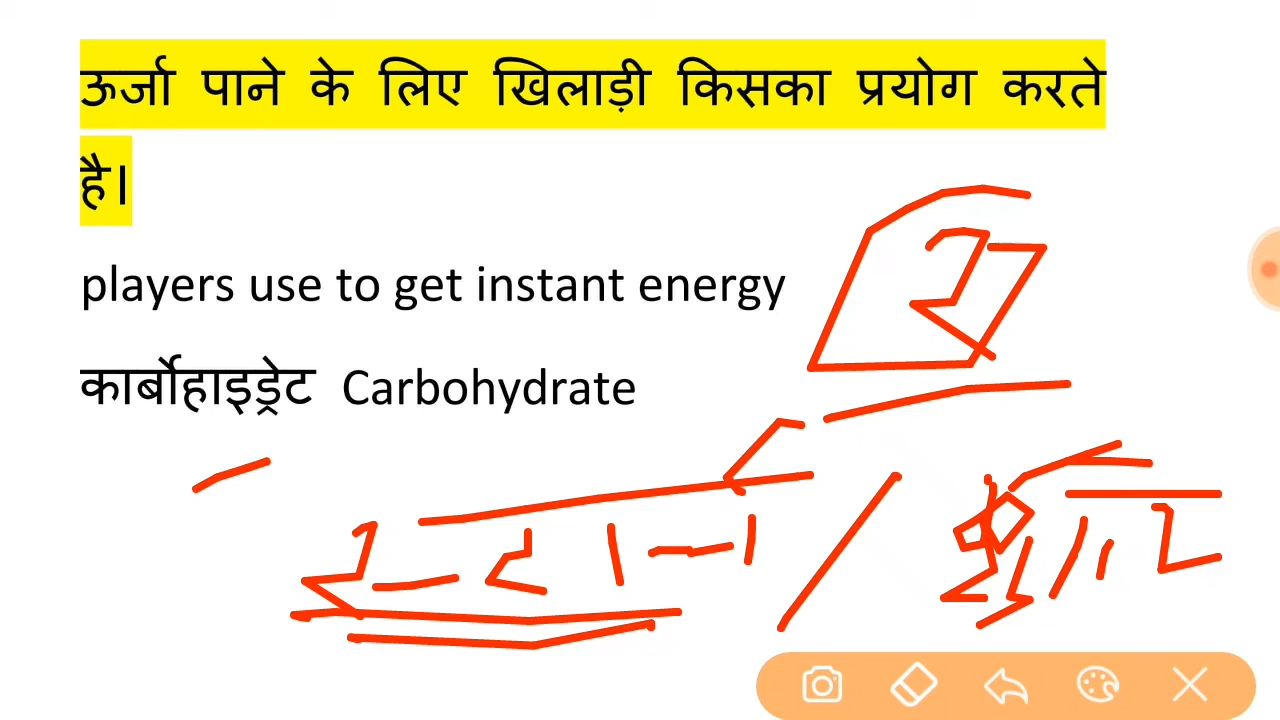 ऊर्जा पाने के लिए खिलाड़ी किसका प्रयोग करते
है।
players use to get instant energy
कार्बोहाइड्रेट Carbohydrate